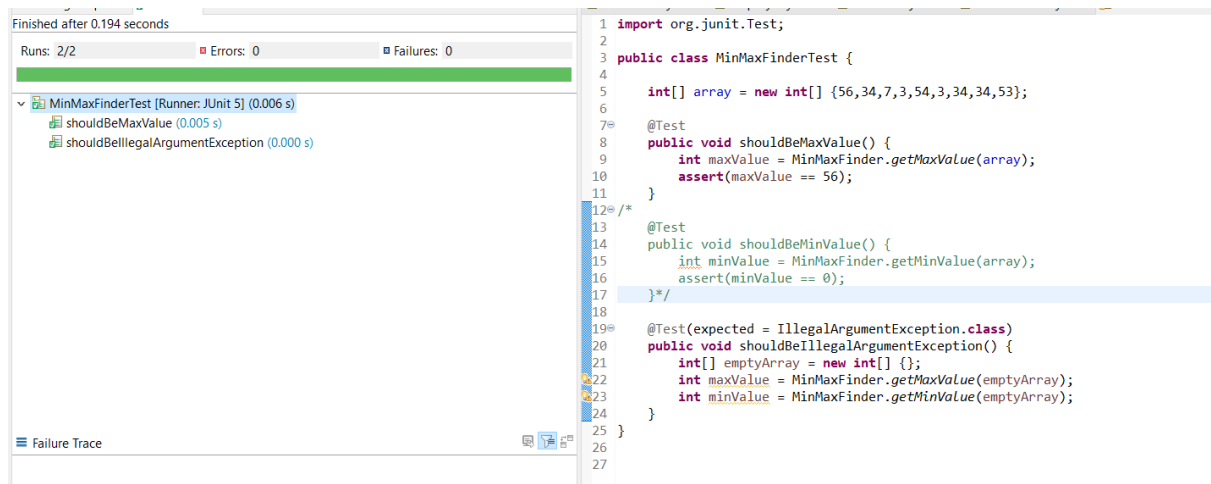 Finished after 0.194 seconds
Runs: 2/2 Errors: 0 Failures: 0
MinMaxFinderTest [Runner: JUnit 5] (0.006 s)
shouldBeMaxValue (0.005 s)
shouldBeIllegalArgumentException (0.000 s)
Failure Trace
1 import org.junit.Test;
2
3 public class MinMaxFinderTest {
4
5 int[] array = new int[] {56,34,7,3,54,3,34,34,53};
6
7 @Test
8 public void shouldBeMaxValue() {
9 int maxValue = MinMaxFinder.getMaxValue(array);
10 assert(maxValue == 56);
11 }
12 /*
13 @Test
14 public void shouldBeMinValue() {
15 int minValue = MinMaxFinder.getMinValue(array);
16 assert(minValue == 0);
17 }*/
18
19 @Test(expected = IllegalArgumentException.class)
20 public void shouldBeIllegalArgumentException() {
21 int[] emptyArray = new int[] {};
22 int maxValue = MinMaxFinder.getMaxValue(emptyArray);
23 int minValue = MinMaxFinder.getMinValue(emptyArray);
24 }
25 }
26
27